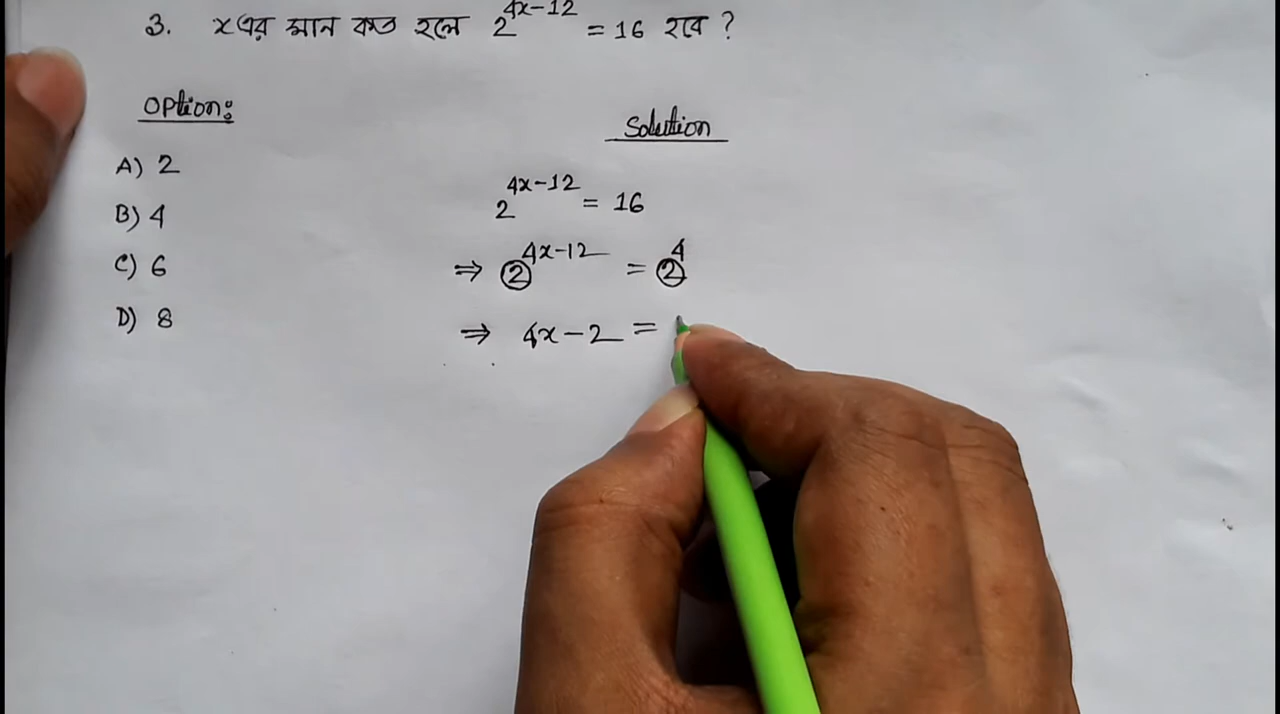 3. x এর মান কত হলে 2^{4x-12} = 16 হবে ?
Option:
A) 2
B) 4
C) 6
D) 8
Solution
2^{4x-12} = 16
⇒ 2^{4x-12} = 2^4
⇒ 4x-2 =